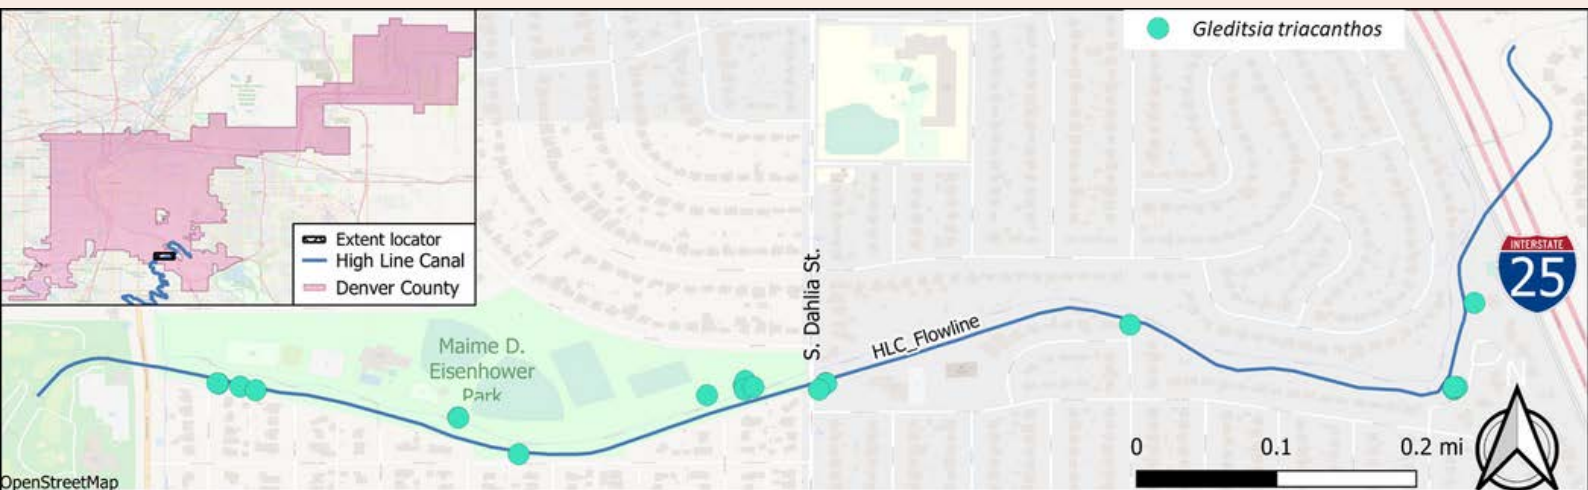 Gleditsia triacanthos
Extent locator
High Line Canal
Denver County
INTERSTATE
25
S. Dahlia St.
HLC_Flowline
Maime D.
Eisenhower
Park
N
0 0.1 0.2 mi
OpenStreetMap